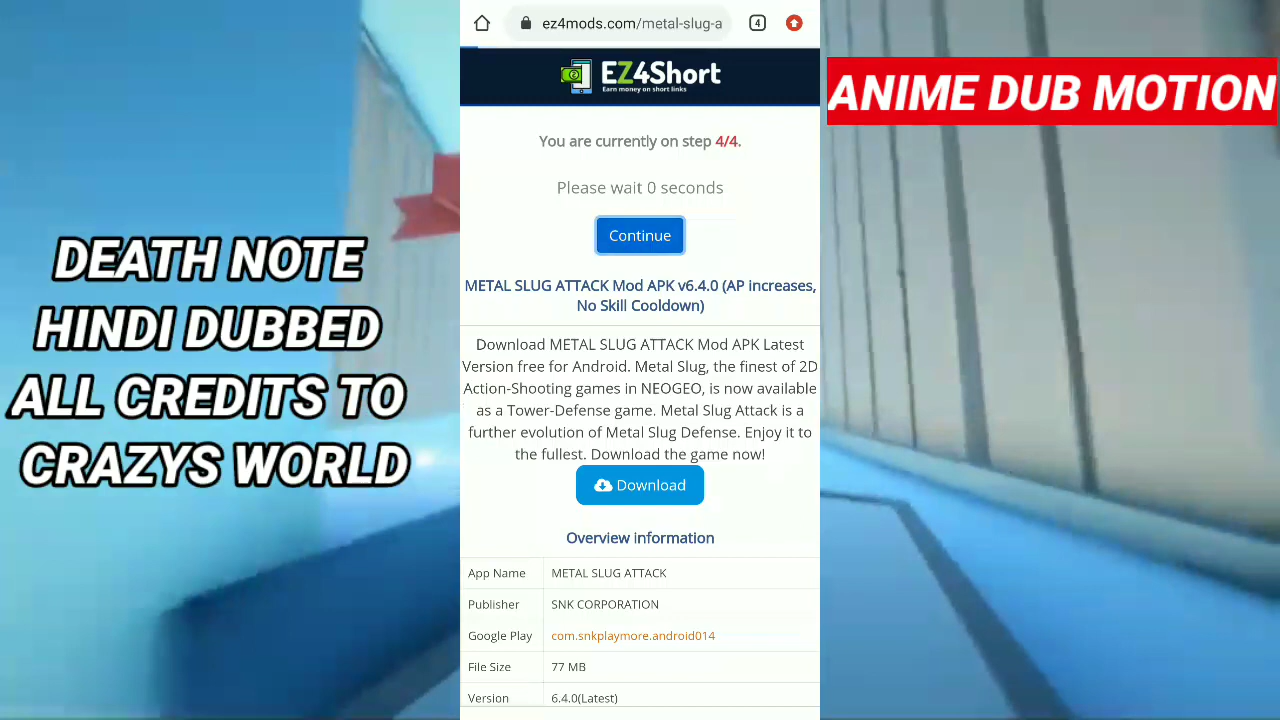 DEATH NOTE
HINDI DUBBED
ALL CREDITS TO
CRAZYS WORLD
ez4mods.com/metal-slug-a
4
EZ4Short
Earn money on short links
You are currently on step 4/4.
Please wait 0 seconds
Continue
METAL SLUG ATTACK Mod APK v6.4.0 (AP increases,
No Skill Cooldown)
Download METAL SLUG ATTACK Mod APK Latest
Version free for Android. Metal Slug, the finest of 2D
Action-Shooting games in NEOGEO, is now available
as a Tower-Defense game. Metal Slug Attack is a
further evolution of Metal Slug Defense. Enjoy it to
the fullest. Download the game now!
Download
Overview information
App Name METAL SLUG ATTACK
Publisher SNK CORPORATION
Google Play com.snkplaymore.android014
File Size 77 MB
Version 6.4.0(Latest)
ANIME DUB MOTION